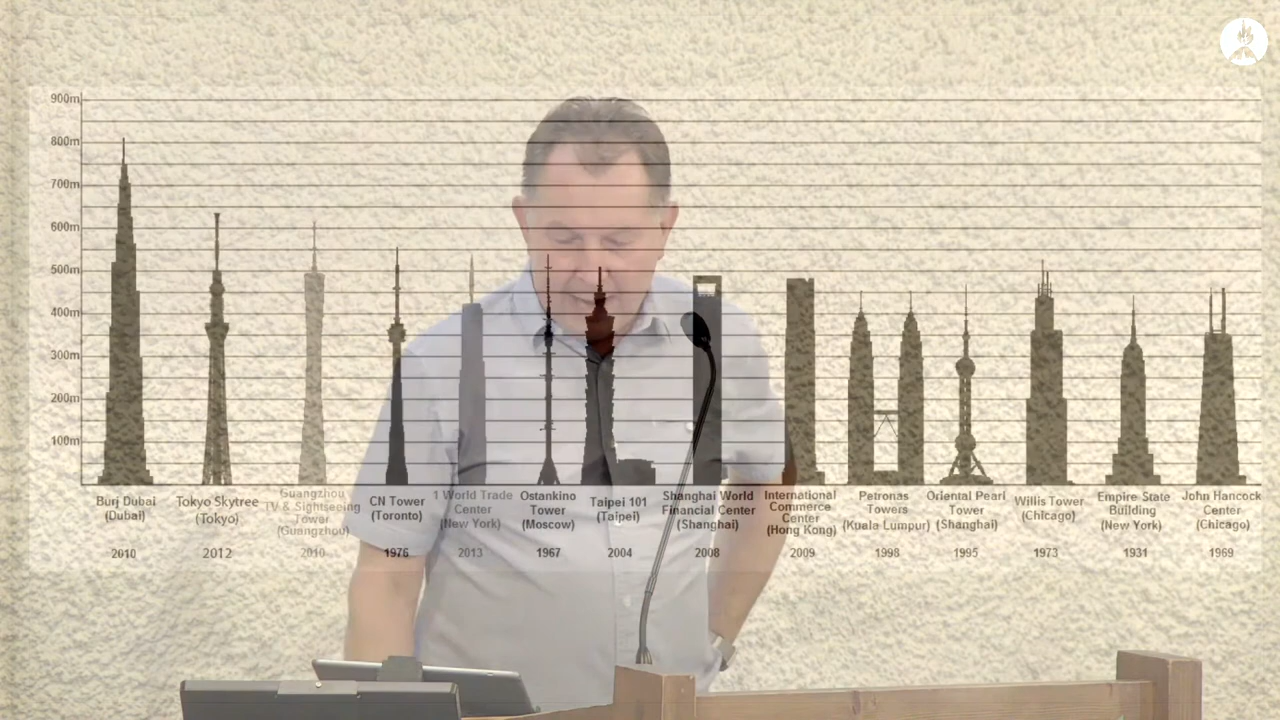 900m
800m
700m
600m
500m
400m
300m
200m
100m
Burj Dubai
(Dubai)
2010
Tokyo Skytree
(Tokyo)
2012
Guangzhou
TV & Sightseeing
Tower
(Guangzhou)
2010
CN Tower
(Toronto)
1976
1 World Trade
Center
(New York)
2013
Ostankino
Tower
(Moscow)
1967
Taipei 101
(Taipei)
2004
Shanghai World
Financial Center
(Shanghai)
2008
International
Commerce
Center
(Hong Kong)
2009
Petronas
Towers
(Kuala Lumpur)
1998
Oriental Pearl
Tower
(Shanghai)
1995
Willis Tower
(Chicago)
1973
Empire State
Building
(New York)
1931
John Hancock
Center
(Chicago)
1969